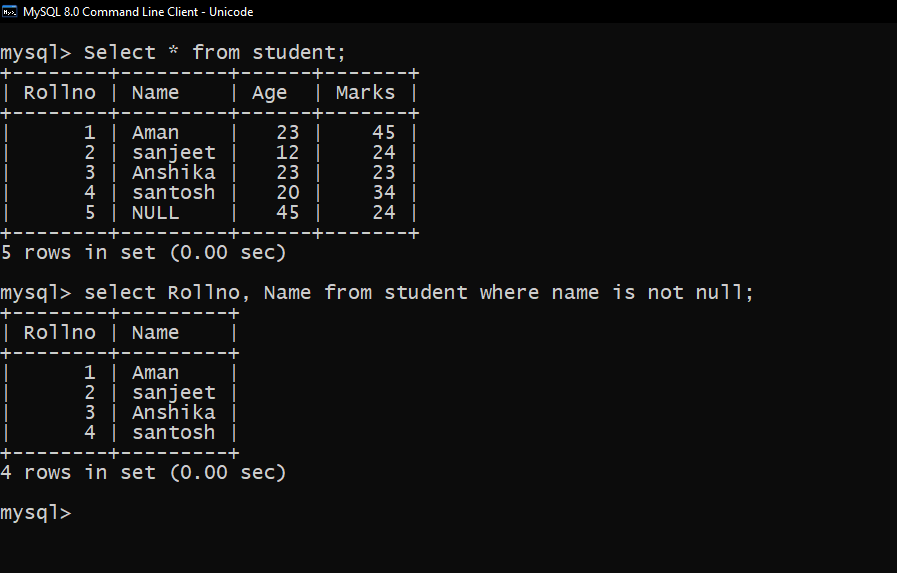 MySQL 8.0 Command Line Client - Unicode
mysql> Select * from student;
+--------+---------+------+-------+
| Rollno | Name    | Age  | Marks |
+--------+---------+------+-------+
|      1 | Aman    |   23 |    45 |
|      2 | sanjeet |   12 |    24 |
|      3 | Anshika |   23 |    23 |
|      4 | santosh |   20 |    34 |
|      5 | NULL    |   45 |    24 |
+--------+---------+------+-------+
5 rows in set (0.00 sec)
mysql> select Rollno, Name from student where name is not null;
+--------+---------+
| Rollno | Name    |
+--------+---------+
|      1 | Aman    |
|      2 | sanjeet |
|      3 | Anshika |
|      4 | santosh |
+--------+---------+
4 rows in set (0.00 sec)
mysql>